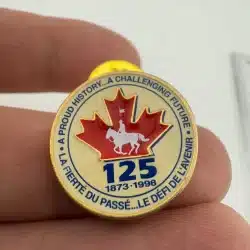 • A PROUD HISTORY...A CHALLENGING FUTURE •
125
1873-1998
LA FIERTÉ DU PASSÉ...LE DÉFI DE L'AVENIR